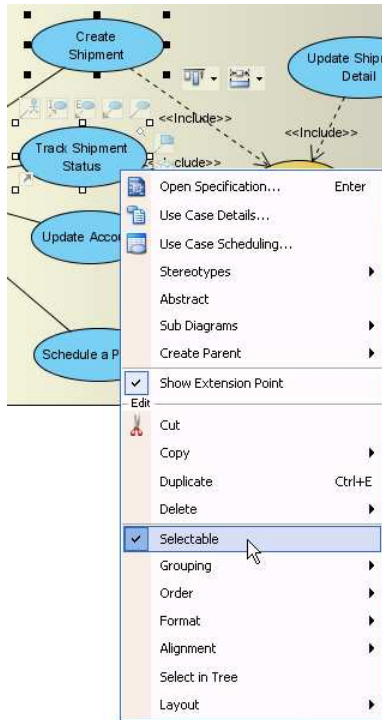 Create
Shipment
Update Ship
Detail
<<Include>>
<<Include>>
Track Shipment
Status
clude>>
Update Acco
Schedule a P
Open Specification... Enter
Use Case Details...
Use Case Scheduling...
Stereotypes
Abstract
Sub Diagrams
Create Parent
Show Extension Point
Edit
Cut
Copy
Duplicate Ctrl+E
Delete
Selectable
Grouping
Order
Format
Alignment
Select in Tree
Layout